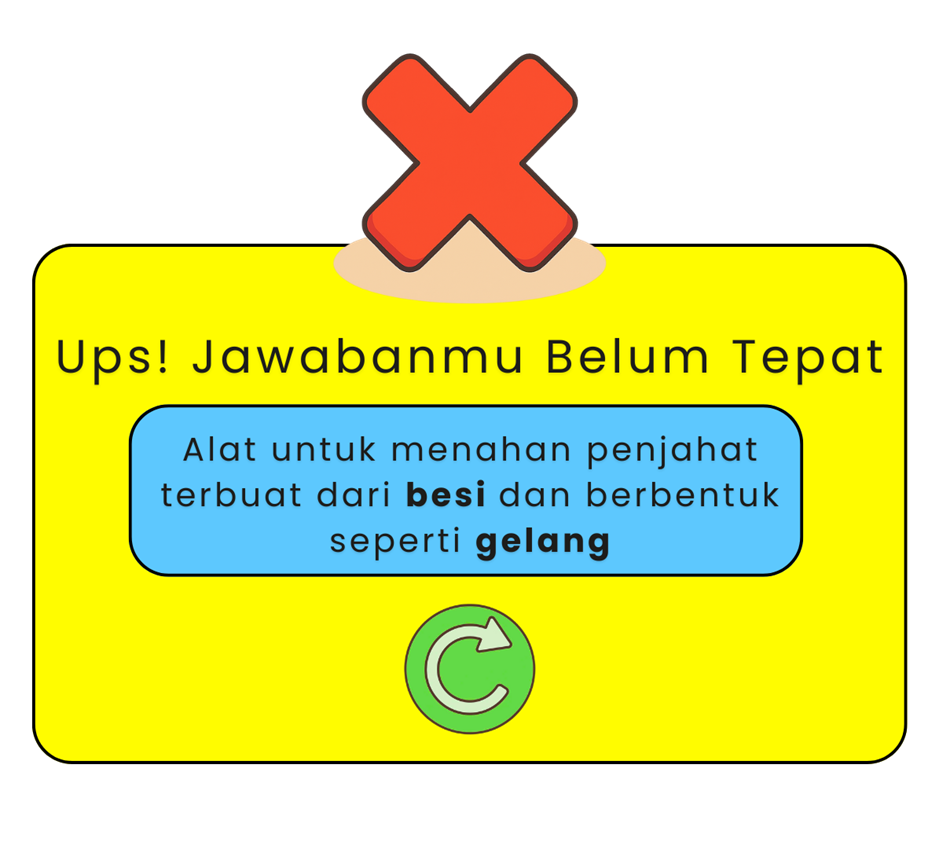 Ups! Jawabanmu Belum Tepat
Alat untuk menahan penjahat
terbuat dari besi dan berbentuk
seperti gelang